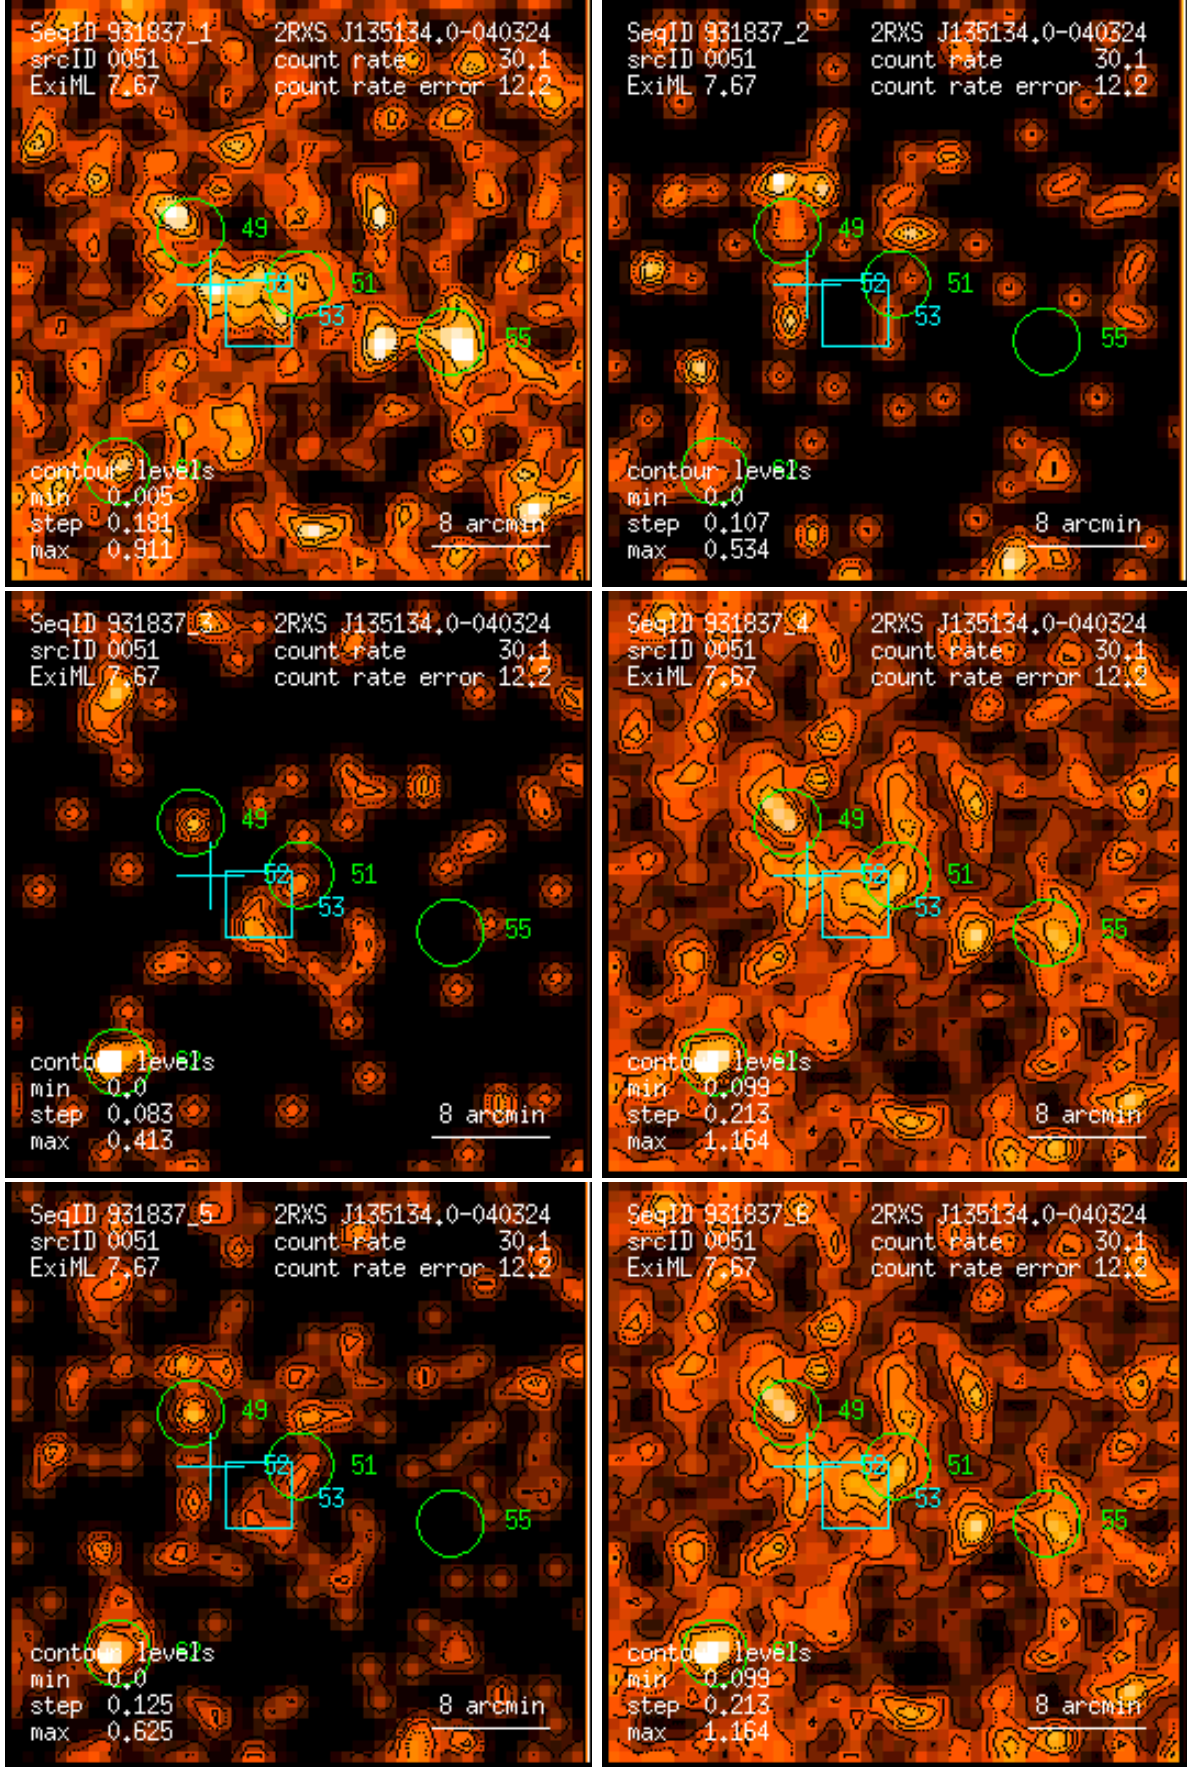 SeqID 931837_1 2RXS J135134.0-040324
srcID 0051 count rate 30.1
ExiML 7.67 count rate error 12.2
49
52 51
53
55
contour levels
min 0.005
step 0.181 8 arcmin
max 0.911
SeqID 931837_2 2RXS J135134.0-040324
srcID 0051 count rate 30.1
ExiML 7.67 count rate error 12.2
49
52 51
53
55
contour levels
min 0.0
step 0.107 8 arcmin
max 0.534
SeqID 931837_3 2RXS J135134.0-040324
srcID 0051 count rate 30.1
ExiML 7.67 count rate error 12.2
49
52 51
53
55
contour levels
min 0.0
step 0.083 8 arcmin
max 0.413
SeqID 931837_4 2RXS J135134.0-040324
srcID 0051 count rate 30.1
ExiML 7.67 count rate error 12.2
49
52 51
53
55
contour levels
min 0.099
step 0.213 8 arcmin
max 1.164
SeqID 931837_5 2RXS J135134.0-040324
srcID 0051 count rate 30.1
ExiML 7.67 count rate error 12.2
49
52 51
53
55
contour levels
min 0.0
step 0.125 8 arcmin
max 0.625
SeqID 931837_6 2RXS J135134.0-040324
srcID 0051 count rate 30.1
ExiML 7.67 count rate error 12.2
49
52 51
53
55
contour levels
min 0.099
step 0.213 8 arcmin
max 1.164